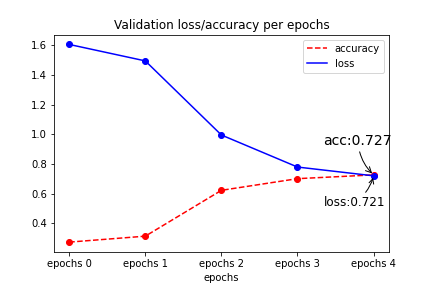 Validation loss/accuracy per epochs
1.6
1.4
1.2
1.0
0.8
0.6
0.4
accuracy
loss
acc:0.727
loss:0.721
epochs 0
epochs 1
epochs 2
epochs 3
epochs 4
epochs